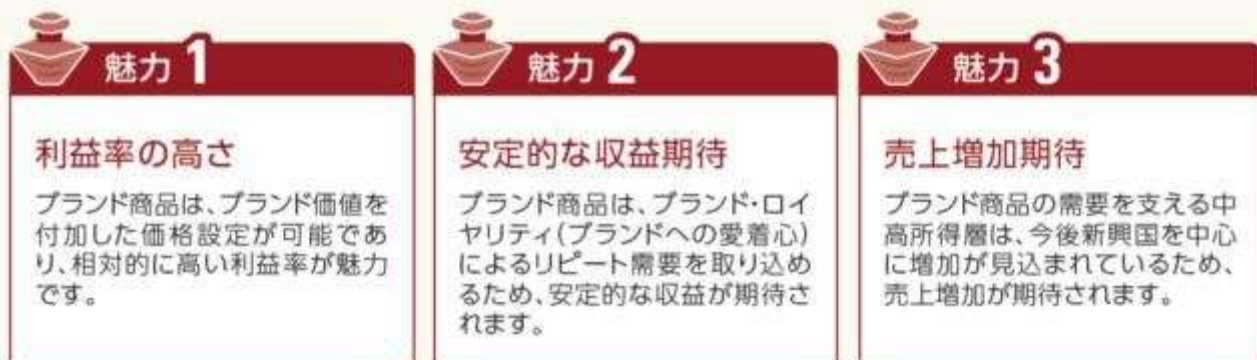 魅力 1
利益率の高さ
ブランド商品は、ブランド価値を
付加した価格設定が可能であ
り、相対的に高い利益率が魅力
です。
魅力 2
安定的な収益期待
ブランド商品は、ブランド・ロイ
ヤリティ(ブランドへの愛着心)
によるリピート需要を取り込め
るため、安定的な収益が期待さ
れます。
魅力 3
売上増加期待
ブランド商品の需要を支える中
高所得層は、今後新興国を中心
に増加が見込まれているため、
売上増加が期待されます。